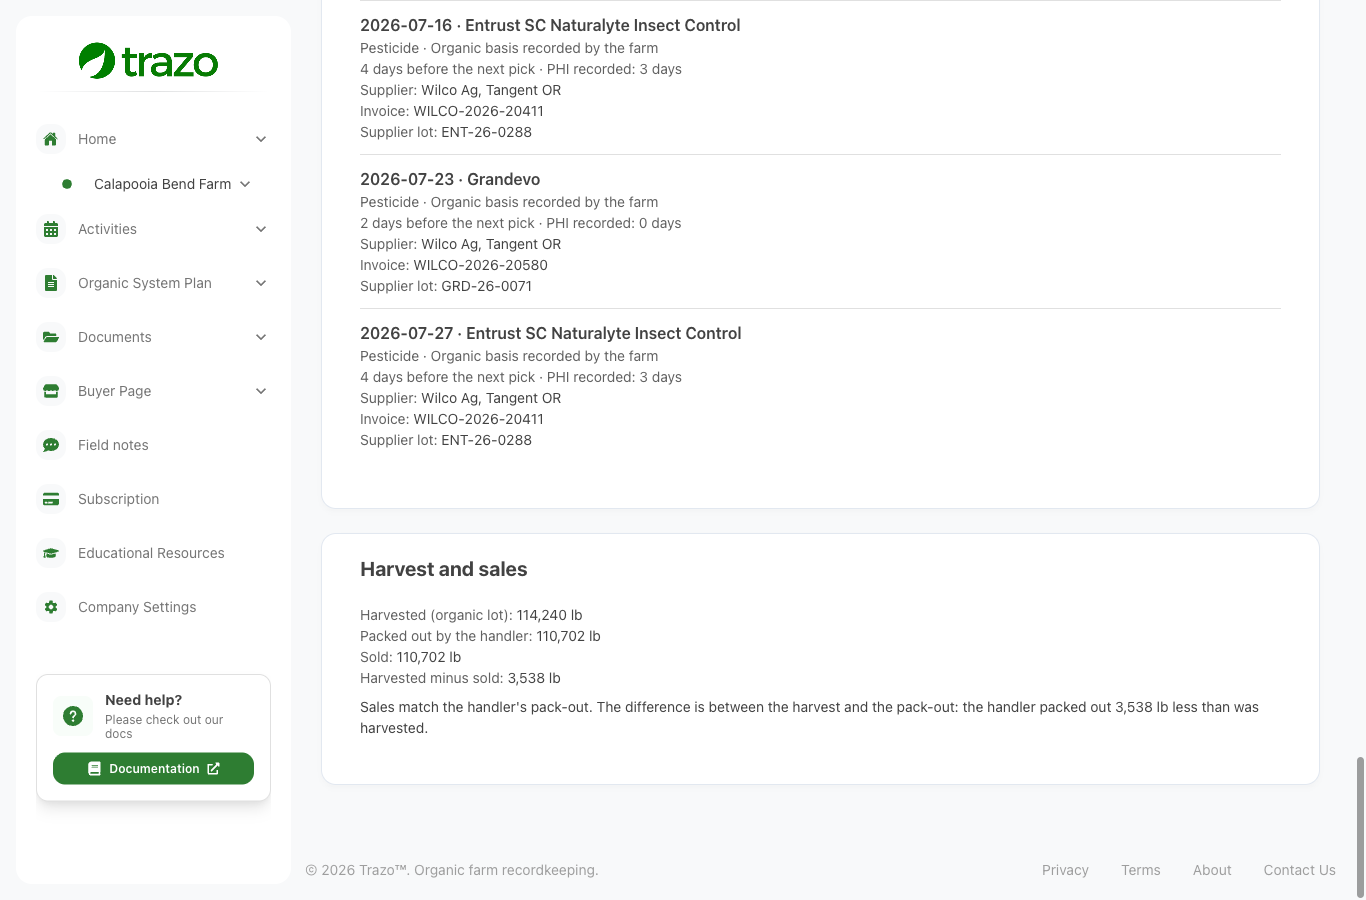 trazo
Home
Calapooia Bend Farm
Activities
Organic System Plan
Documents
Buyer Page
Field notes
Subscription
Educational Resources
Company Settings
Need help?
Please check out our
docs
Documentation
2026-07-16 · Entrust SC Naturalyte Insect Control
Pesticide · Organic basis recorded by the farm
4 days before the next pick · PHI recorded: 3 days
Supplier: Wilco Ag, Tangent OR
Invoice: WILCO-2026-20411
Supplier lot: ENT-26-0288
2026-07-23 · Grandevo
Pesticide · Organic basis recorded by the farm
2 days before the next pick · PHI recorded: 0 days
Supplier: Wilco Ag, Tangent OR
Invoice: WILCO-2026-20580
Supplier lot: GRD-26-0071
2026-07-27 · Entrust SC Naturalyte Insect Control
Pesticide · Organic basis recorded by the farm
4 days before the next pick · PHI recorded: 3 days
Supplier: Wilco Ag, Tangent OR
Invoice: WILCO-2026-20411
Supplier lot: ENT-26-0288
Harvest and sales
Harvested (organic lot): 114,240 lb
Packed out by the handler: 110,702 lb
Sold: 110,702 lb
Harvested minus sold: 3,538 lb
Sales match the handler's pack-out. The difference is between the harvest and the pack-out: the handler packed out 3,538 lb less than was
harvested.
© 2026 Trazo™. Organic farm recordkeeping.
Privacy
Terms
About
Contact Us